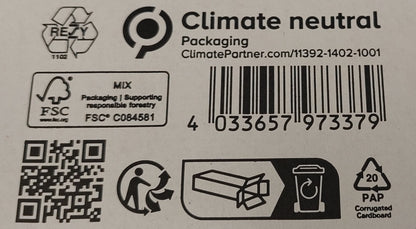 REZY
1102
Climate neutral
Packaging
ClimatePartner.com/11392-1402-1001
FSC
www.fsc.org
MIX
Packaging | Supporting
responsible forestry
FSC® C084581
4 033657 973379
20
PAP
Corrugated
Cardboard